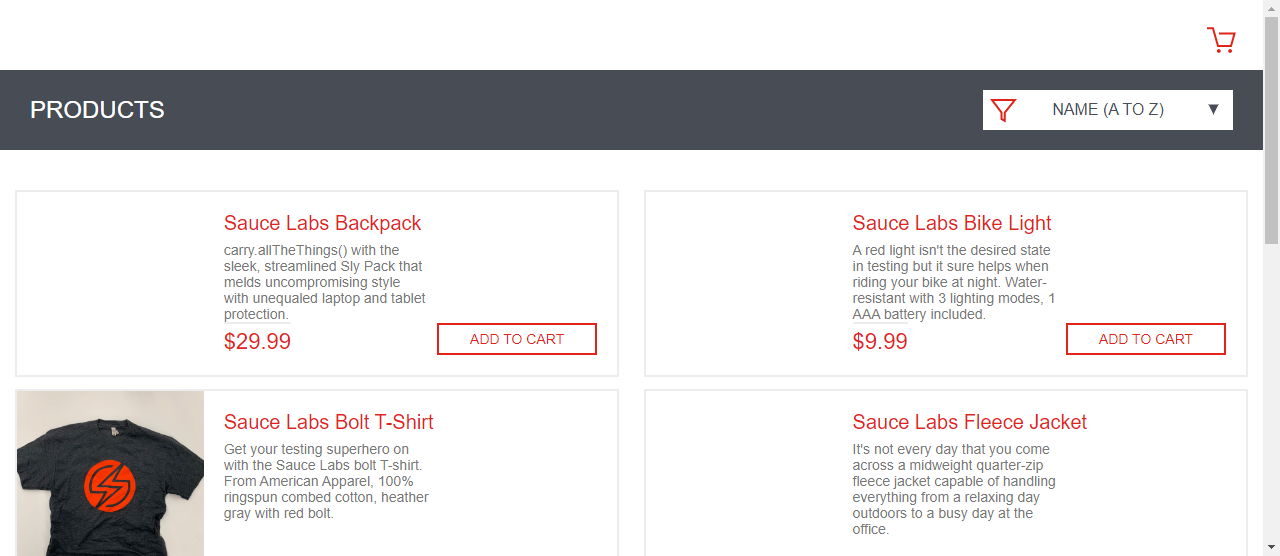 PRODUCTS
NAME (A TO Z) ▼
Sauce Labs Backpack
carry.allTheThings() with the
sleek, streamlined Sly Pack that
melds uncompromising style
with unequaled laptop and tablet
protection.
$29.99
ADD TO CART
Sauce Labs Bike Light
A red light isn't the desired state
in testing but it sure helps when
riding your bike at night. Water-
resistant with 3 lighting modes, 1
AAA battery included.
$9.99
ADD TO CART
Sauce Labs Bolt T-Shirt
Get your testing superhero on
with the Sauce Labs bolt T-shirt.
From American Apparel, 100%
ringspun combed cotton, heather
gray with red bolt.
Sauce Labs Fleece Jacket
It's not every day that you come
across a midweight quarter-zip
fleece jacket capable of handling
everything from a relaxing day
outdoors to a busy day at the
office.